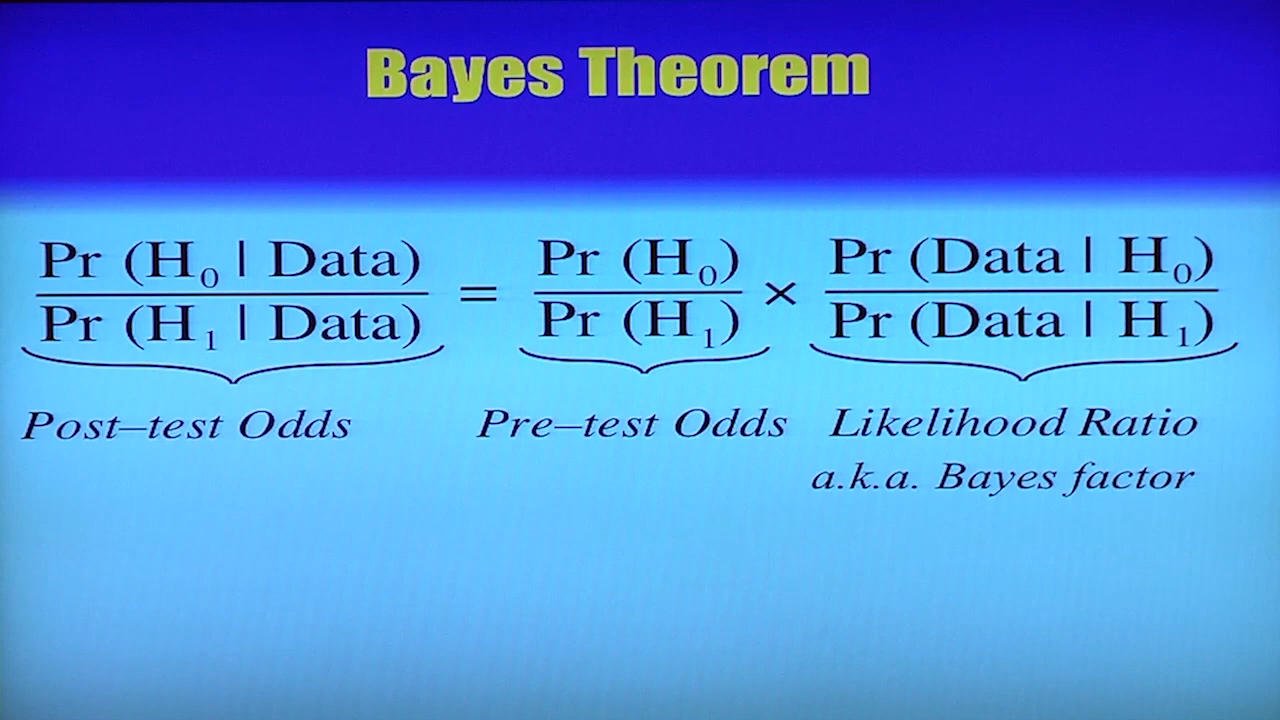 Bayes Theorem
Pr (H₀ | Data) / Pr (H₁ | Data) = Pr (H₀) / Pr (H₁) × Pr (Data | H₀) / Pr (Data | H₁)
Post–test Odds Pre–test Odds Likelihood Ratio
a.k.a. Bayes factor